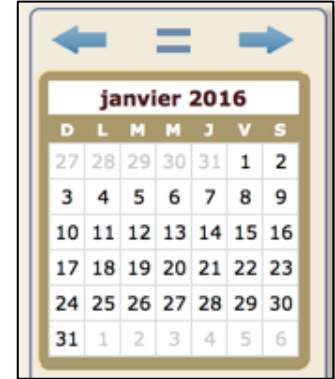 janvier 2016
D L M M J V S
27 28 29 30 31 1 2
3 4 5 6 7 8 9
10 11 12 13 14 15 16
17 18 19 20 21 22 23
24 25 26 27 28 29 30
31 1 2 3 4 5 6